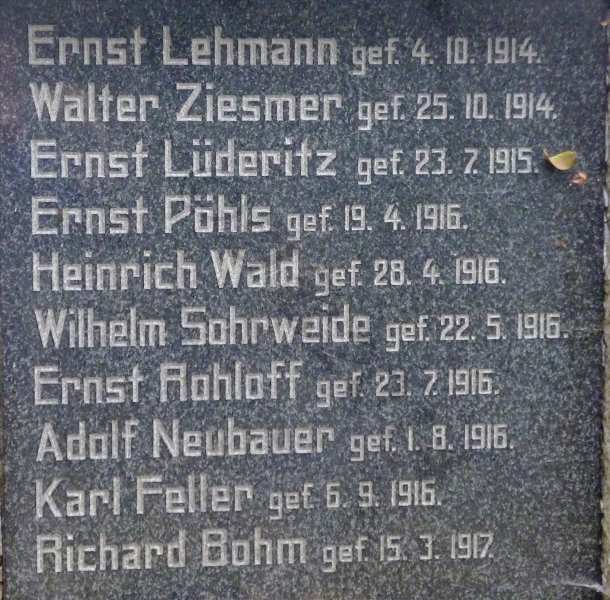 Ernst Lehmann gef. 4. 10. 1914.
Walter Ziesmer gef. 25. 10. 1914.
Ernst Lüderitz gef. 23. 7. 1915.
Ernst Pöhls gef. 19. 4. 1916.
Heinrich Wald gef. 28. 4. 1916.
Wilhelm Sohrweide gef. 22. 5. 1916.
Ernst Rohloff gef. 23. 7. 1916.
Adolf Neubauer gef. 1. 8. 1916.
Karl Feller gef. 6. 9. 1916.
Richard Bohm gef. 15. 3. 1917.